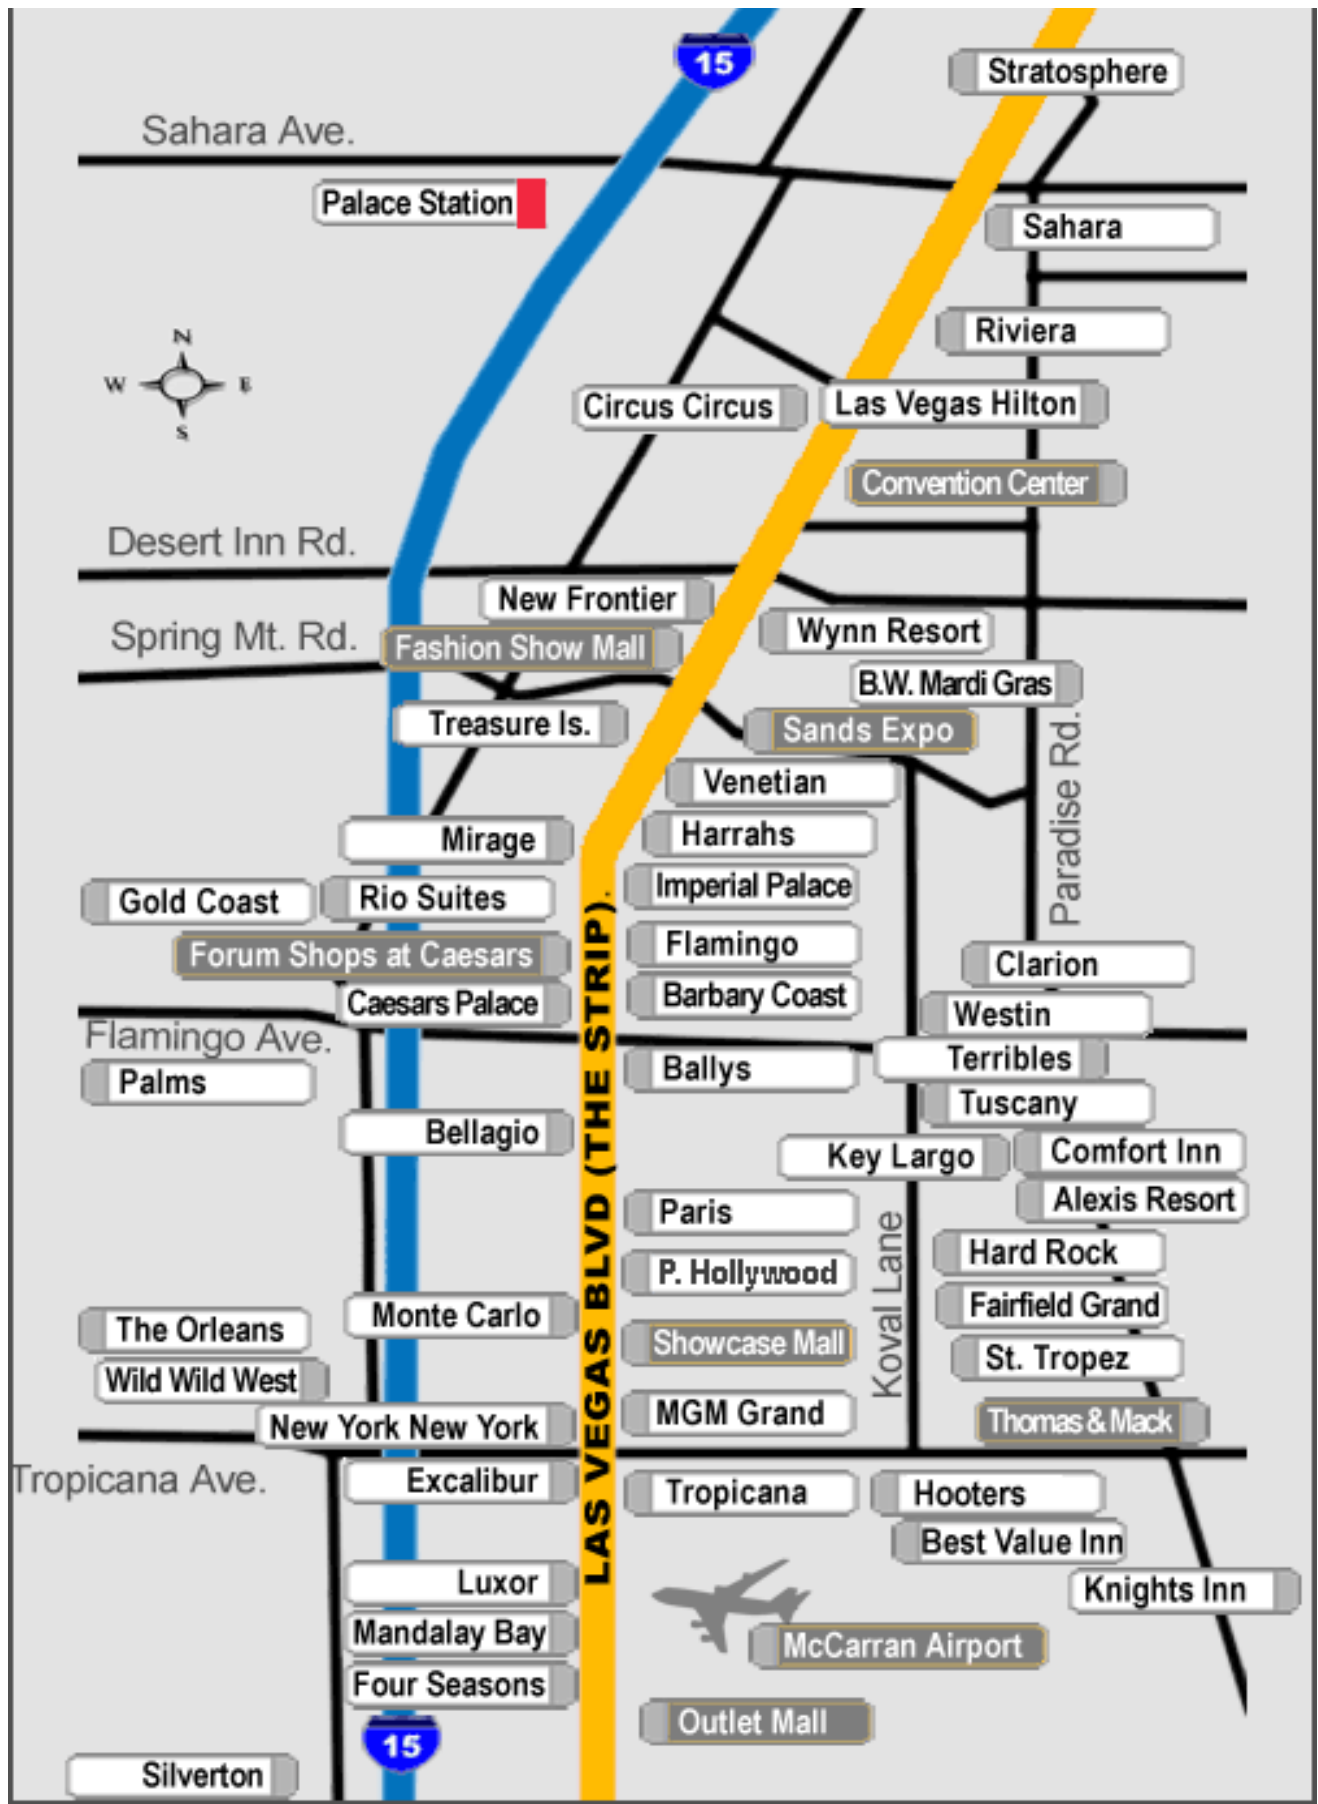 15
Stratosphere
Sahara Ave.
Palace Station
Sahara
N
W E
S
Riviera
Circus Circus
Las Vegas Hilton
Convention Center
Desert Inn Rd.
New Frontier
Wynn Resort
Spring Mt. Rd.
Fashion Show Mall
B.W. Mardi Gras
Treasure Is.
Sands Expo
Paradise Rd.
Venetian
Harrahs
Mirage
Imperial Palace
Gold Coast
Rio Suites
Flamingo
Forum Shops at Caesars
Clarion
Caesars Palace
Barbary Coast
Westin
Flamingo Ave.
Ballys
Terribles
Palms
Tuscany
Bellagio
Key Largo
Comfort Inn
LAS VEGAS BLVD (THE STRIP).
Alexis Resort
Paris
Koval Lane
Hard Rock
P. Hollywood
Fairfield Grand
Monte Carlo
The Orleans
Showcase Mall
St. Tropez
Wild Wild West
New York New York
MGM Grand
Thomas & Mack
Tropicana Ave.
Excalibur
Tropicana
Hooters
Best Value Inn
Luxor
Knights Inn
Mandalay Bay
McCarran Airport
Four Seasons
Outlet Mall
15
Silverton